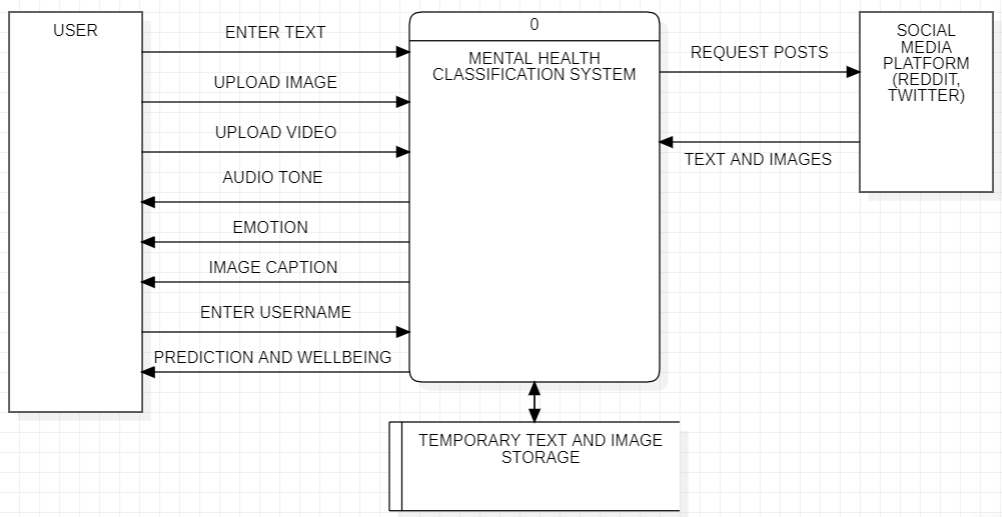 USER
ENTER TEXT
UPLOAD IMAGE
UPLOAD VIDEO
AUDIO TONE
EMOTION
IMAGE CAPTION
ENTER USERNAME
PREDICTION AND WELLBEING
0
MENTAL HEALTH
CLASSIFICATION SYSTEM
REQUEST POSTS
TEXT AND IMAGES
SOCIAL
MEDIA
PLATFORM
(REDDIT,
TWITTER)
TEMPORARY TEXT AND IMAGE
STORAGE